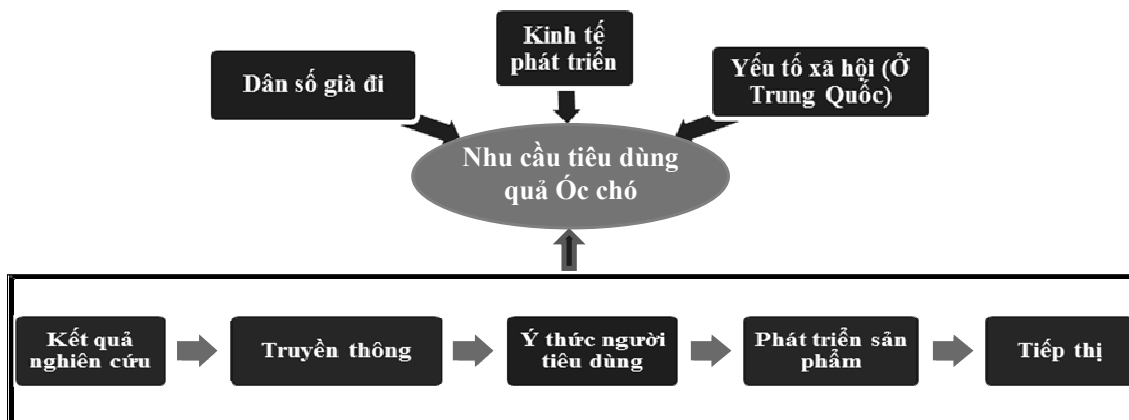 Kinh tế
phát triển
Dân số già đi
Yếu tố xã hội (Ở
Trung Quốc)
Nhu cầu tiêu dùng
quả Óc chó
Kết quả
nghiên cứu
Truyền thông
Ý thức người
tiêu dùng
Phát triển sản
phẩm
Tiếp thị